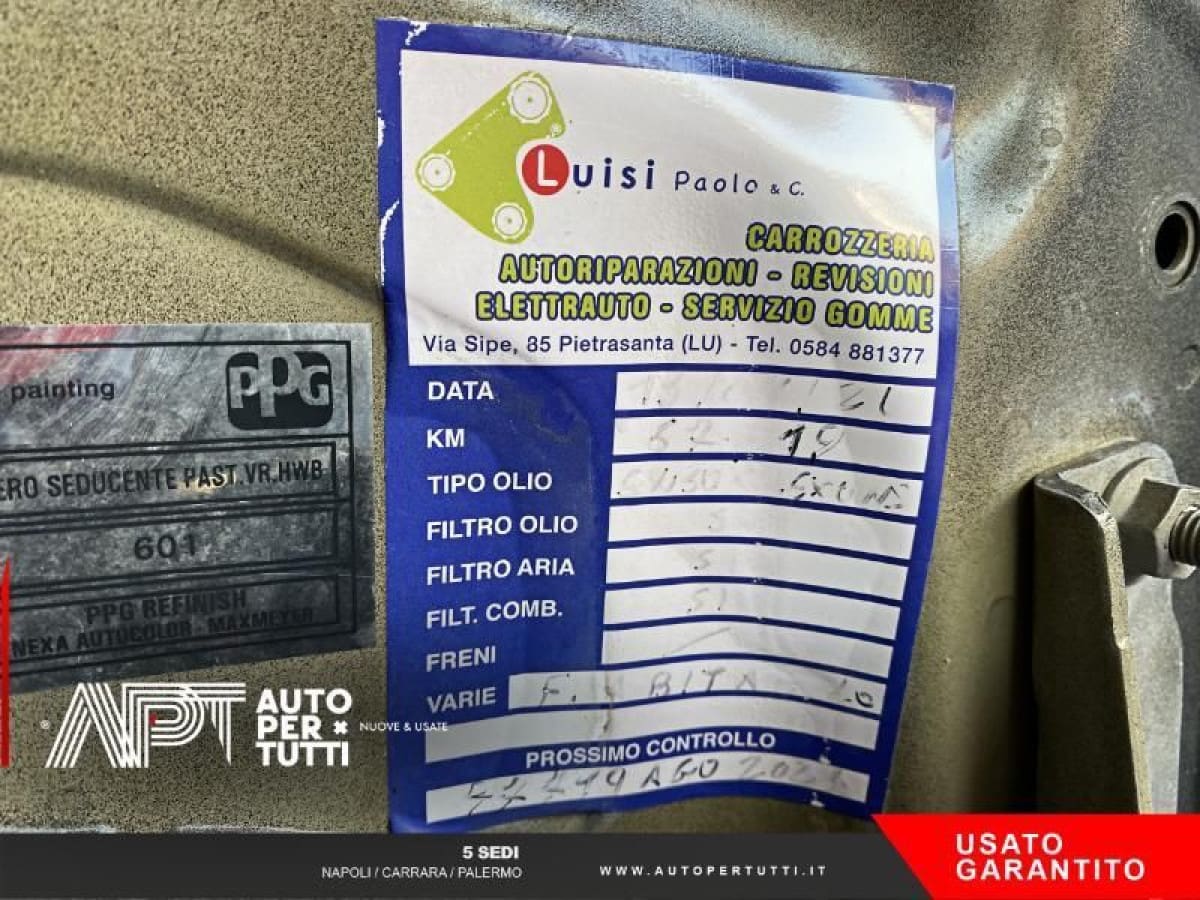 Luisi Paolo & C.
CARROZZERIA
AUTORIPARAZIONI - REVISIONI
ELETTRAUTO - SERVIZIO GOMME
Via Sipe, 85 Pietrasanta (LU) - Tel. 0584 881377
DATA
KM 19
TIPO OLIO
FILTRO OLIO
FILTRO ARIA
FILT. COMB.
FRENI
VARIE
PROSSIMO CONTROLLO
AGO
painting PPG
SEDUCENTE PAST.VR.HWB
601
PPG REFINISH
NEXA AUTOCOLOR - MAXMEYER
APT AUTO
PER
TUTTI
NUOVE & USATE
5 SEDI
NAPOLI / CARRARA / PALERMO
WWW.AUTOPERTUTTI.IT
USATO
GARANTITO